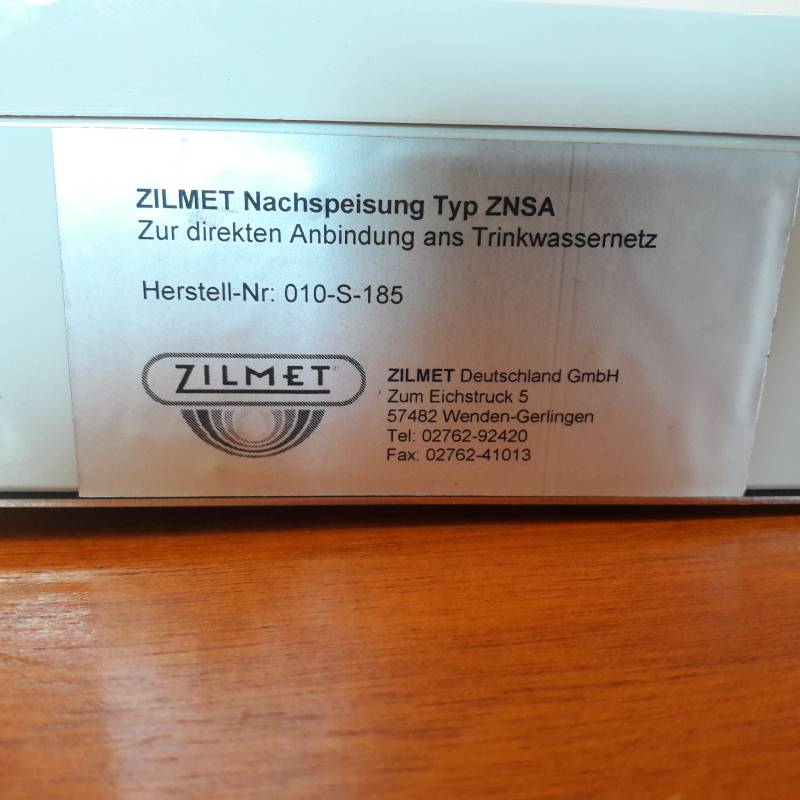 ZILMET Nachspeisung Typ ZNSA
Zur direkten Anbindung ans Trinkwassernetz
Herstell-Nr: 010-S-185
ZILMET
ZILMET Deutschland GmbH
Zum Eichstruck 5
57482 Wenden-Gerlingen
Tel: 02762-92420
Fax: 02762-41013